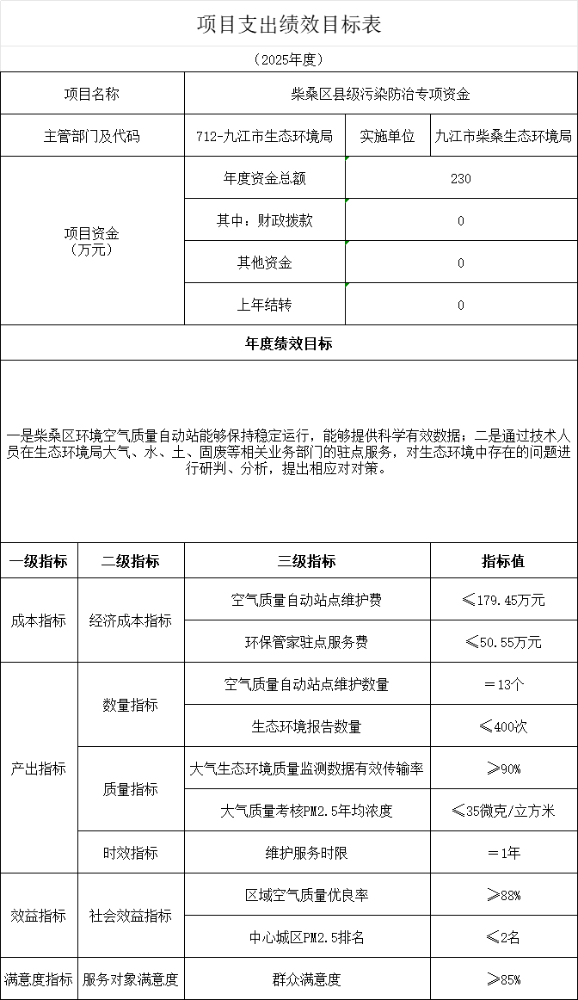 项目支出绩效目标表
（2025年度）
项目名称 柴桑区县级污染防治专项资金
主管部门及代码 712-九江市生态环境局 实施单位 九江市柴桑生态环境局
项目资金
（万元）
年度资金总额 230
其中：财政拨款 0
其他资金 0
上年结转 0
年度绩效目标
一是柴桑区环境空气质量自动站能够保持稳定运行，能够提供科学有效数据；二是通过技术人
员在生态环境局大气、水、土、固废等相关业务部门的驻点服务，对生态环境中存在的问题进
行研判、分析，提出相应对对策。
一级指标 二级指标 三级指标 指标值
成本指标 经济成本指标 空气质量自动站点维护费 ≤179.45万元
环保管家驻点服务费 ≤50.55万元
产出指标 数量指标 空气质量自动站点维护数量 ＝13个
生态环境报告数量 ≤400次
质量指标 大气生态环境质量监测数据有效传输率 ≥90%
大气质量考核PM2.5年均浓度 ≤35微克/立方米
时效指标 维护服务时限 ＝1年
效益指标 社会效益指标 区域空气质量优良率 ≥88%
中心城区PM2.5排名 ≤2名
满意度指标 服务对象满意度 群众满意度 ≥85%